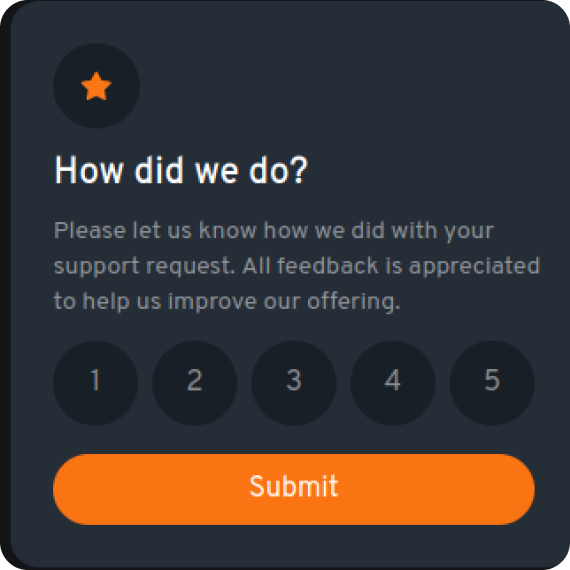 How did we do?
Please let us know how we did with your
support request. All feedback is appreciated
to help us improve our offering.
1 2 3 4 5
Submit